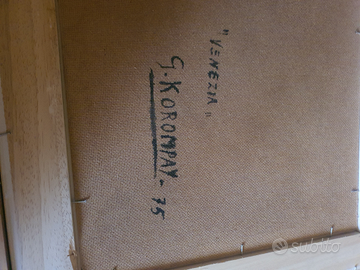 "VENEZIA"
G. KOROMPAY - 75
subito